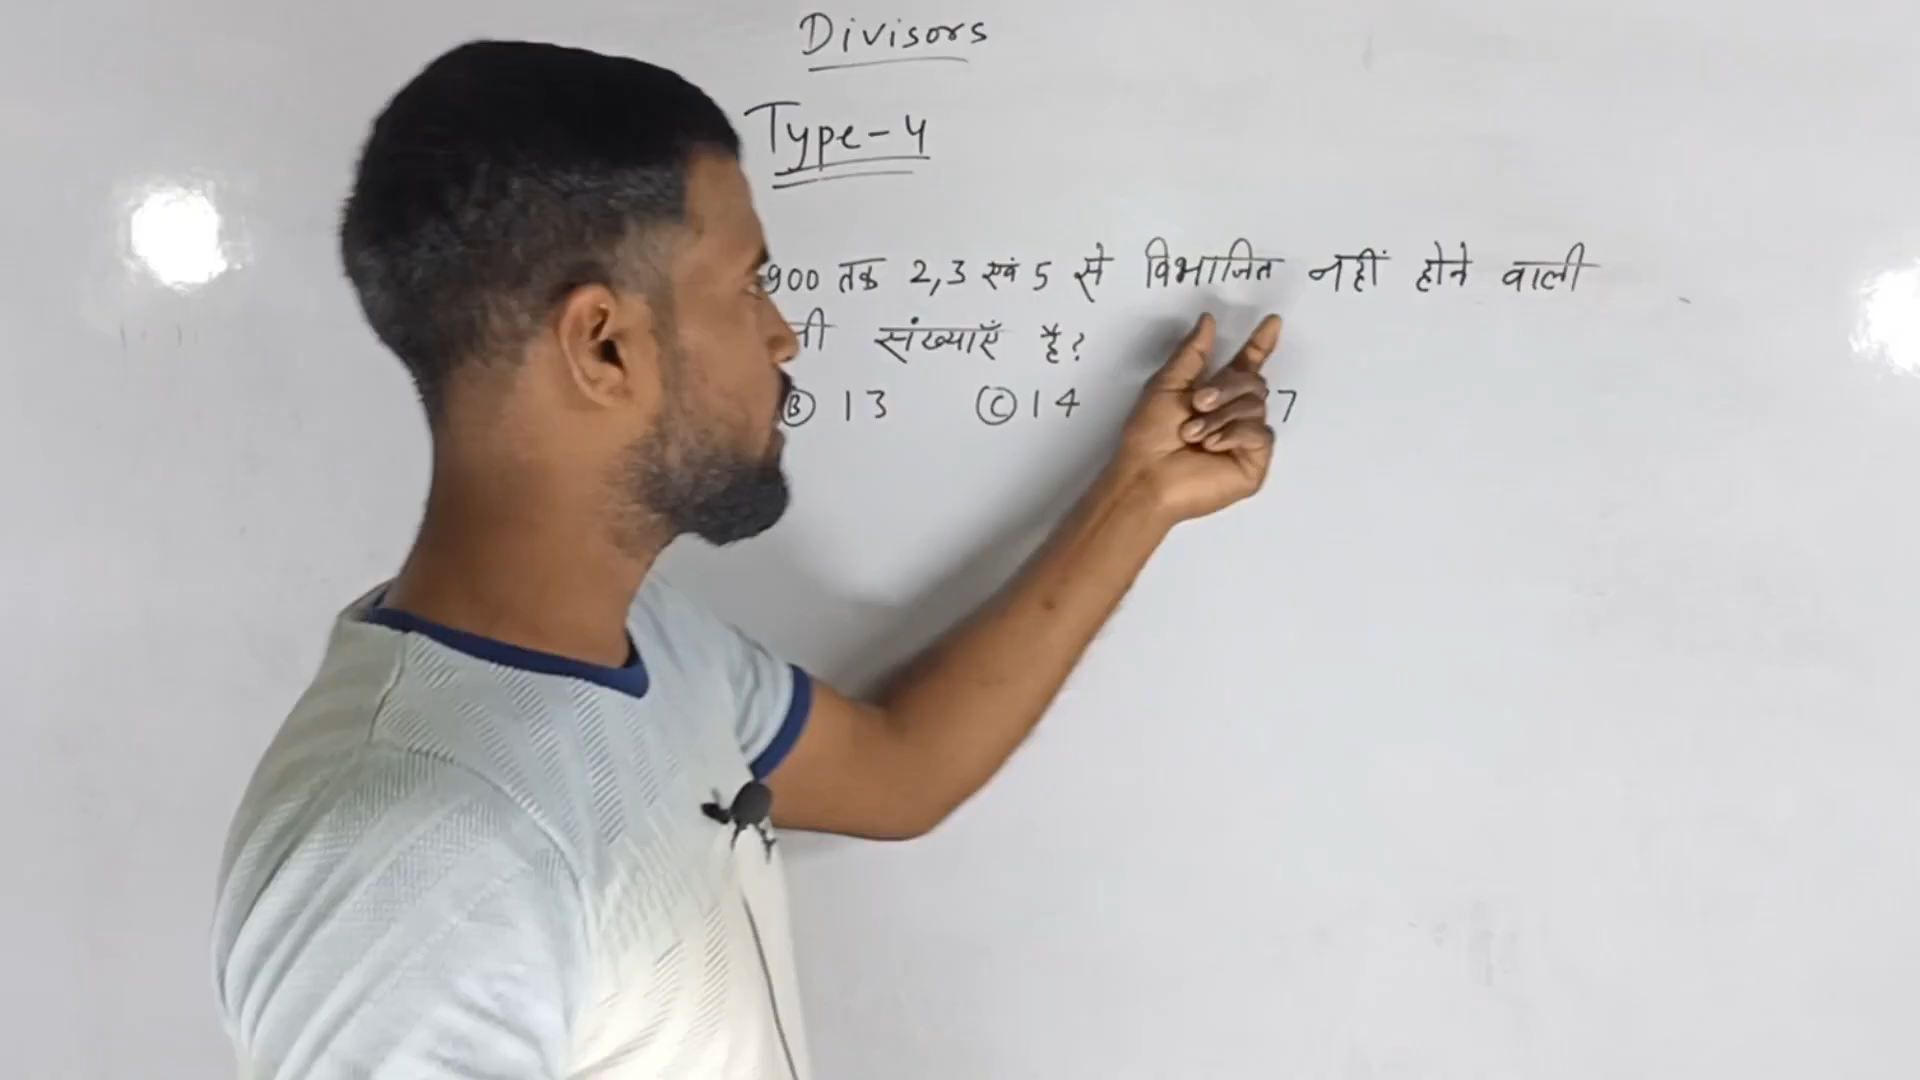 Divisors
Type-4
900 तक 2,3 एवं 5 से विभाजित नहीं होने वाली
संख्याएँ है?
Ⓑ 13 Ⓒ 14 7